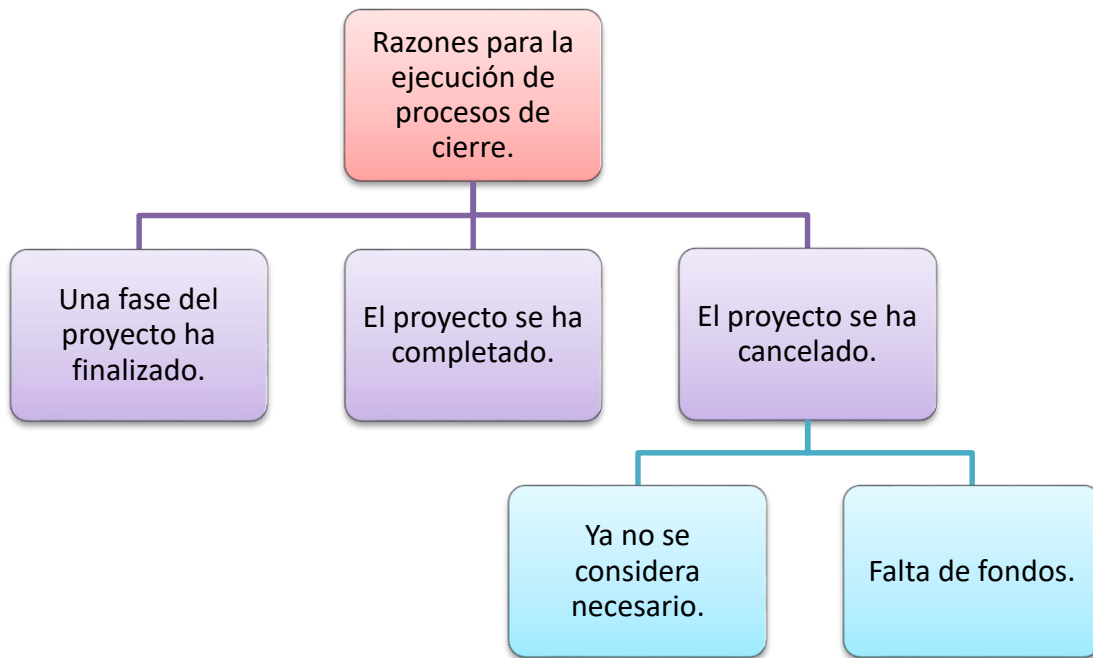 Razones para la
ejecución de
procesos de
cierre.
Una fase del
proyecto ha
finalizado.
El proyecto se ha
completado.
El proyecto se ha
cancelado.
Ya no se
considera
necesario.
Falta de fondos.